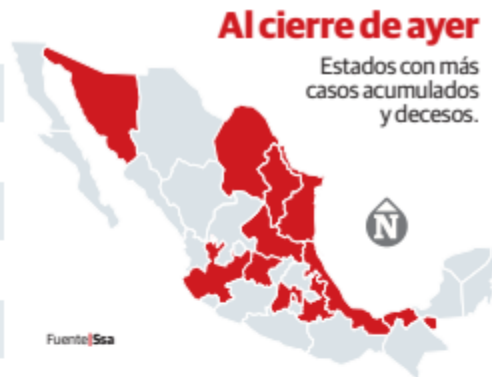 Al cierre de ayer
Estados con más
casos acumulados
y decesos.
N
Fuente|Ssa